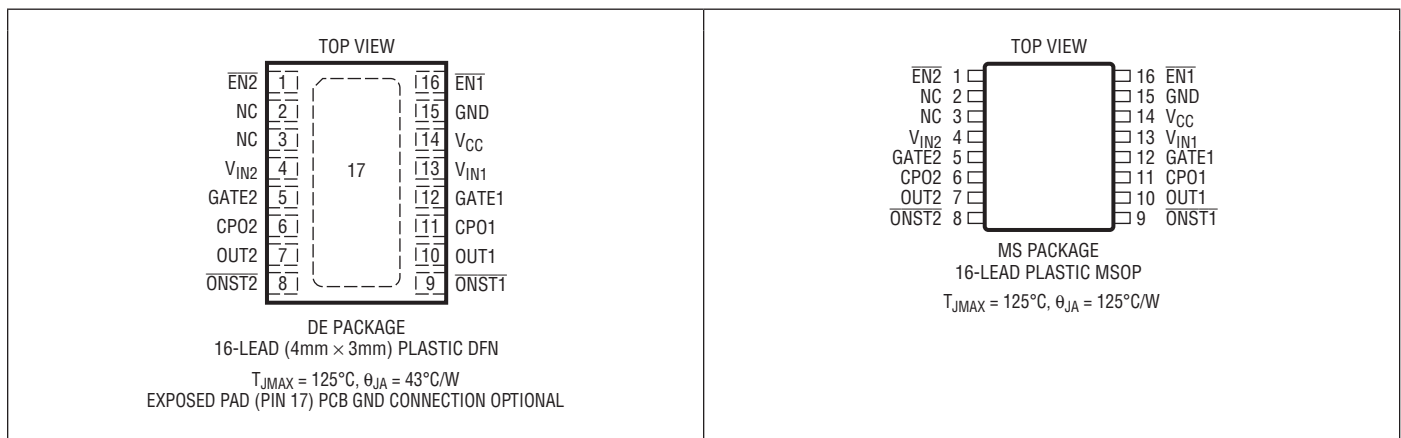 TOP VIEW
EN2 1 16 EN1
NC 2 15 GND
NC 3 14 VCC
VIN2 4 17 13 VIN1
GATE2 5 12 GATE1
CPO2 6 11 CPO1
OUT2 7 10 OUT1
ONST2 8 9 ONST1
DE PACKAGE
16-LEAD (4mm × 3mm) PLASTIC DFN
TJMAX = 125°C, θJA = 43°C/W
EXPOSED PAD (PIN 17) PCB GND CONNECTION OPTIONAL
TOP VIEW
EN2 1 16 EN1
NC 2 15 GND
NC 3 14 VCC
VIN2 4 13 VIN1
GATE2 5 12 GATE1
CPO2 6 11 CPO1
OUT2 7 10 OUT1
ONST2 8 9 ONST1
MS PACKAGE
16-LEAD PLASTIC MSOP
TJMAX = 125°C, θJA = 125°C/W